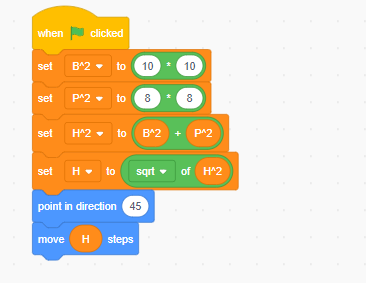 when clicked
set B^2 to 10 * 10
set P^2 to 8 * 8
set H^2 to B^2 + P^2
set H to sqrt of H^2
point in direction 45
move H steps